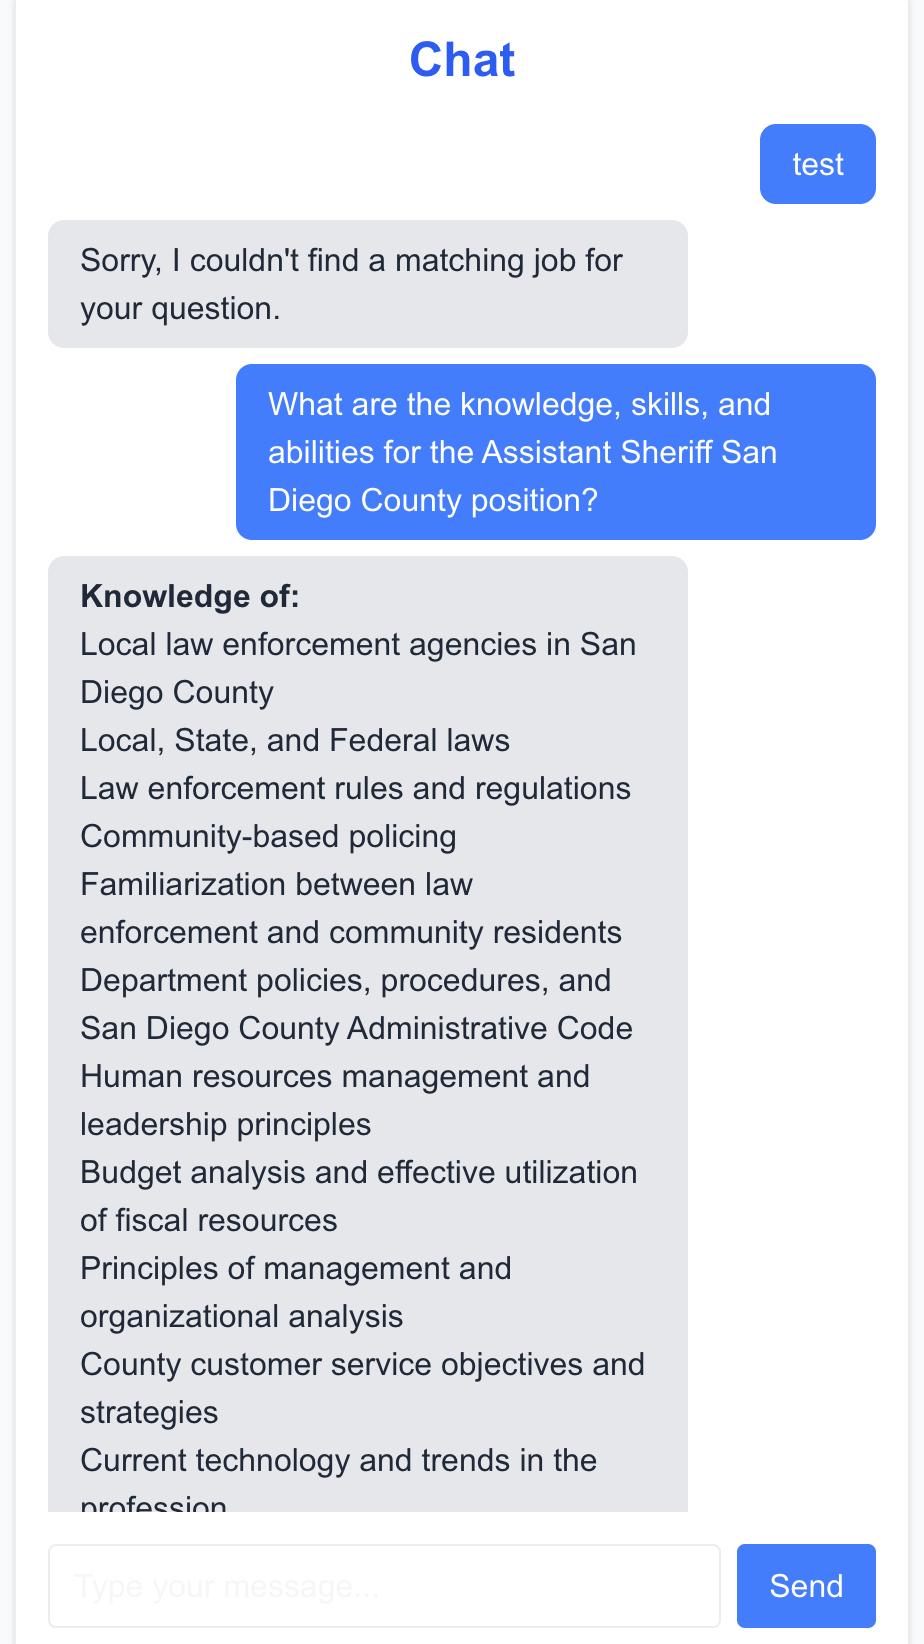 Chat
test
Sorry, I couldn't find a matching job for
your question.
What are the knowledge, skills, and
abilities for the Assistant Sheriff San
Diego County position?
Knowledge of:
Local law enforcement agencies in San
Diego County
Local, State, and Federal laws
Law enforcement rules and regulations
Community-based policing
Familiarization between law
enforcement and community residents
Department policies, procedures, and
San Diego County Administrative Code
Human resources management and
leadership principles
Budget analysis and effective utilization
of fiscal resources
Principles of management and
organizational analysis
County customer service objectives and
strategies
Current technology and trends in the
profession
Type your message...
Send